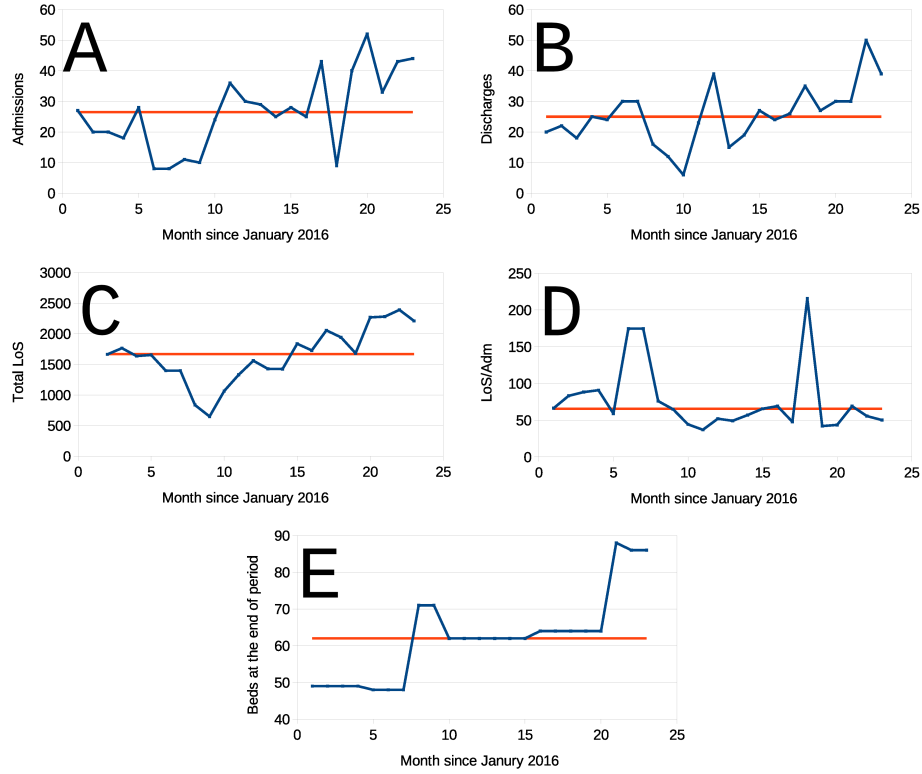 A
Admissions
60
50
40
30
20
10
0
0 5 10 15 20 25
Month since January 2016
B
Discharges
60
50
40
30
20
10
0
0 5 10 15 20 25
Month since January 2016
C
Total LoS
3000
2500
2000
1500
1000
500
0
0 5 10 15 20 25
Month since January 2016
D
LoS/Adm
250
200
150
100
50
0
0 5 10 15 20 25
Month since January 2016
E
Beds at the end of period
90
80
70
60
50
40
0 5 10 15 20 25
Month since Janury 2016